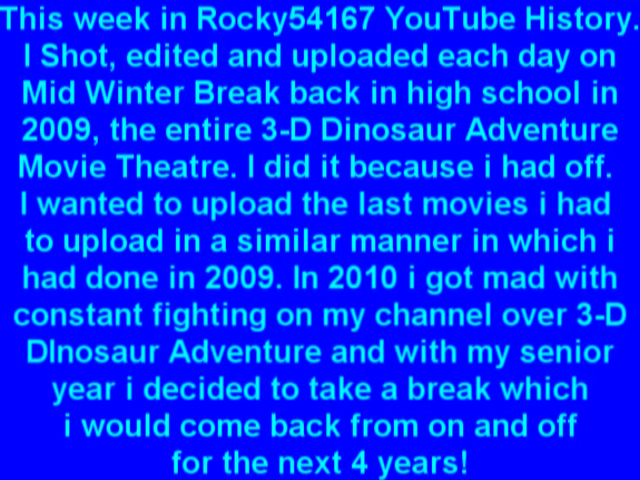 This week in Rocky54167 YouTube History.
I Shot, edited and uploaded each day on
Mid Winter Break back in high school in
2009, the entire 3-D Dinosaur Adventure
Movie Theatre. I did it because i had off.
I wanted to upload the last movies i had
to upload in a similar manner in which i
had done in 2009. In 2010 i got mad with
constant fighting on my channel over 3-D
DInosaur Adventure and with my senior
year i decided to take a break which
i would come back from on and off
for the next 4 years!